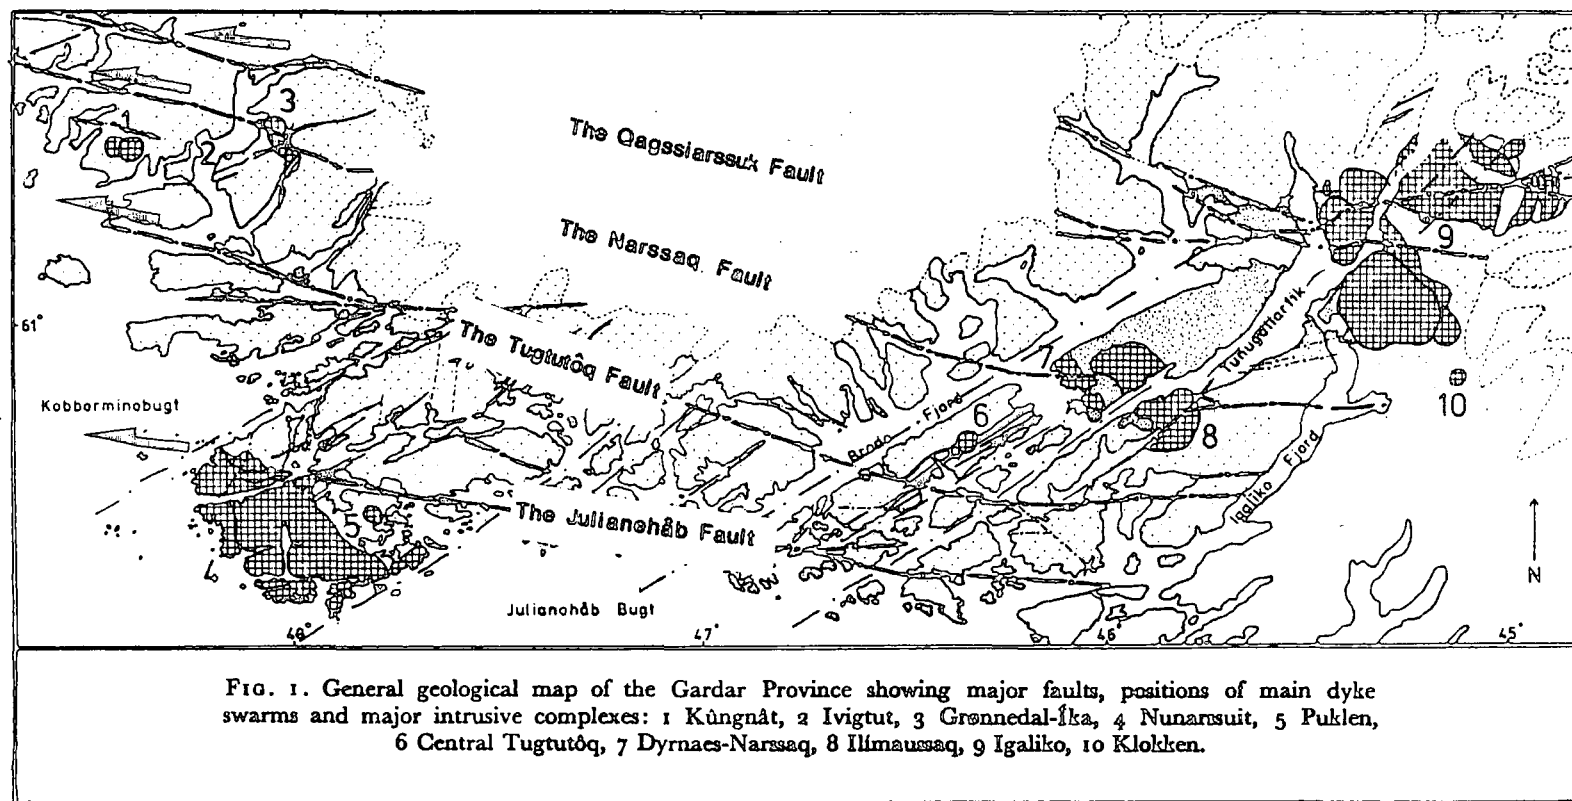 1
3
2
The Qagssiarssuk Fault
The Narssaq Fault
9
61°
The Tugtutôq Fault
Tunugdliarfik
7
10
Kobberminebugt
Brede Fjord
6
8
Igaliko Fjord
5
The Julianehåb Fault
4
N
Julianehåb Bugt
48°
47°
46°
45°
FIG. 1. General geological map of the Gardar Province showing major faults, positions of main dyke
swarms and major intrusive complexes: 1 Kûngnât, 2 Ivigtut, 3 Grønnedal-Íka, 4 Nunarssuit, 5 Puklen,
6 Central Tugtutôq, 7 Dyrnaes-Narssaq, 8 Ilímaussaq, 9 Igaliko, 10 Klokken.